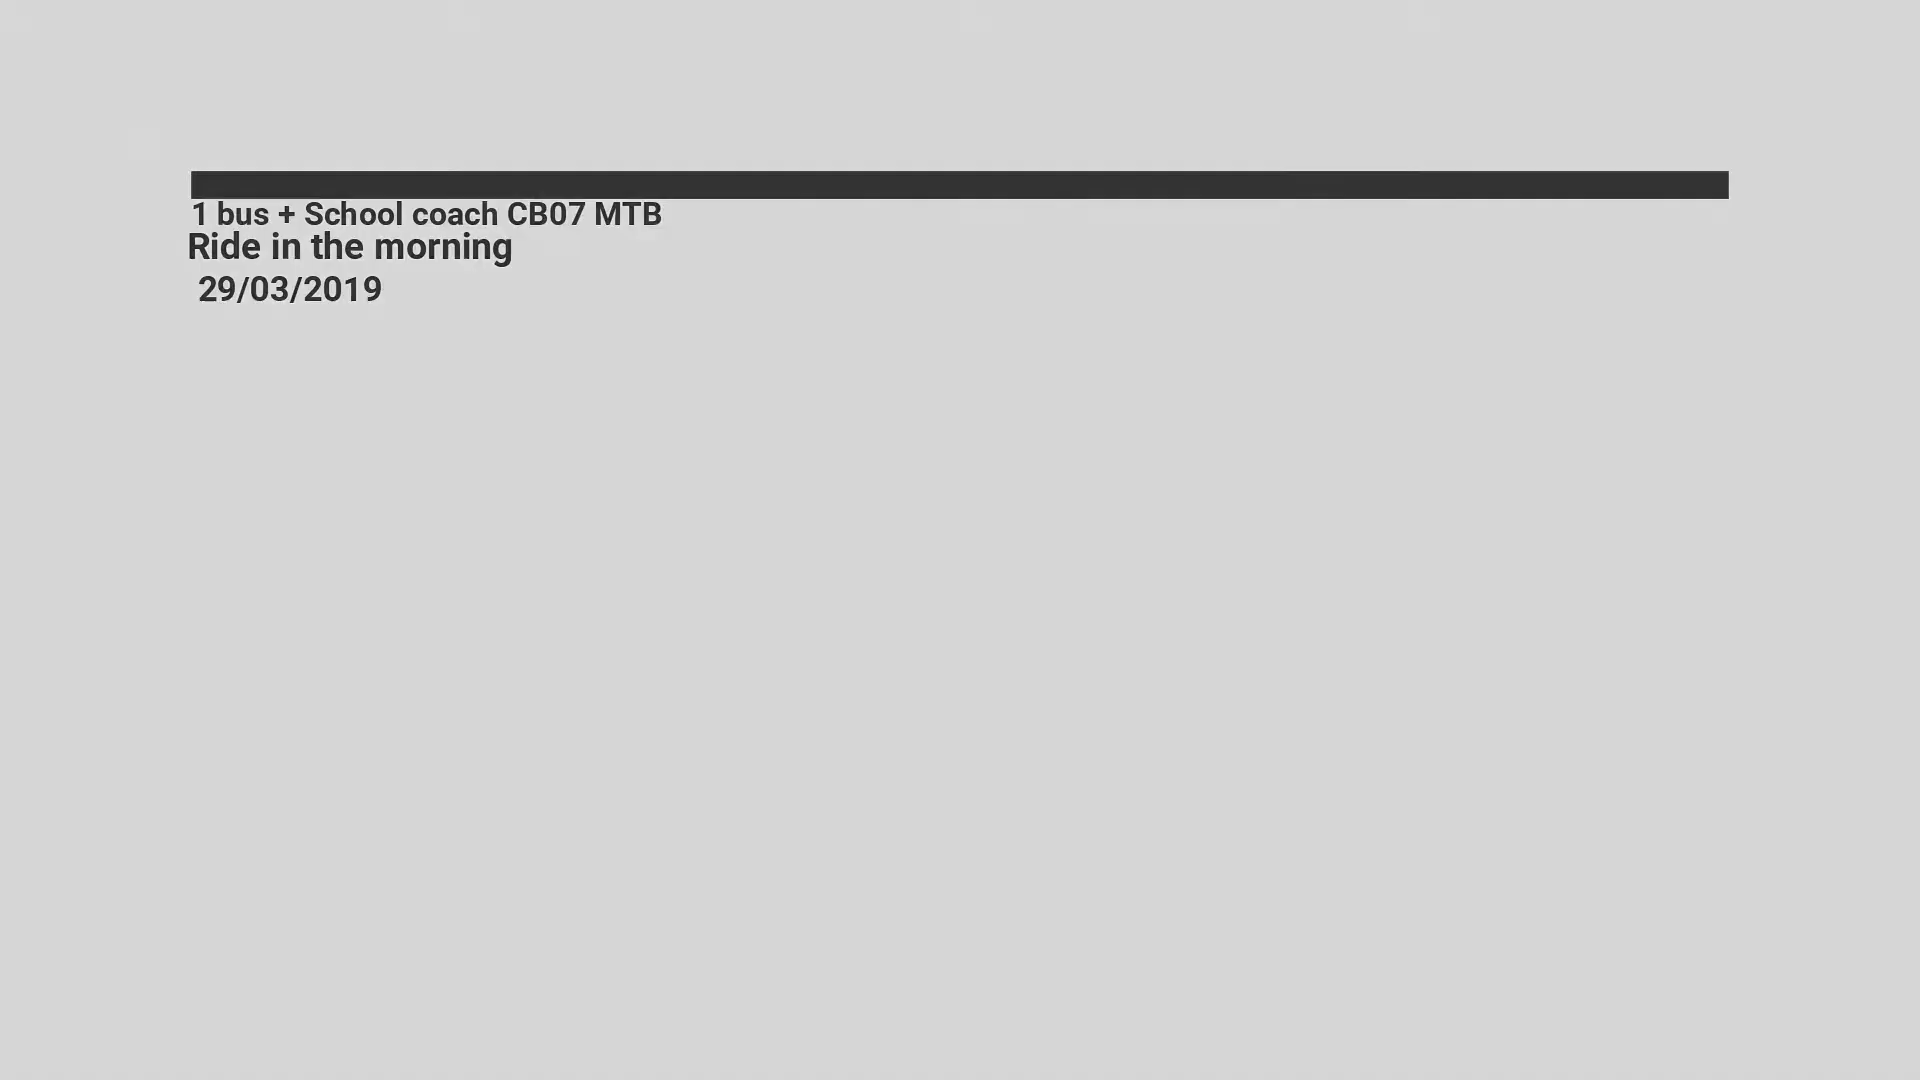 1 bus + School coach CB07 MTB
Ride in the morning
29/03/2019